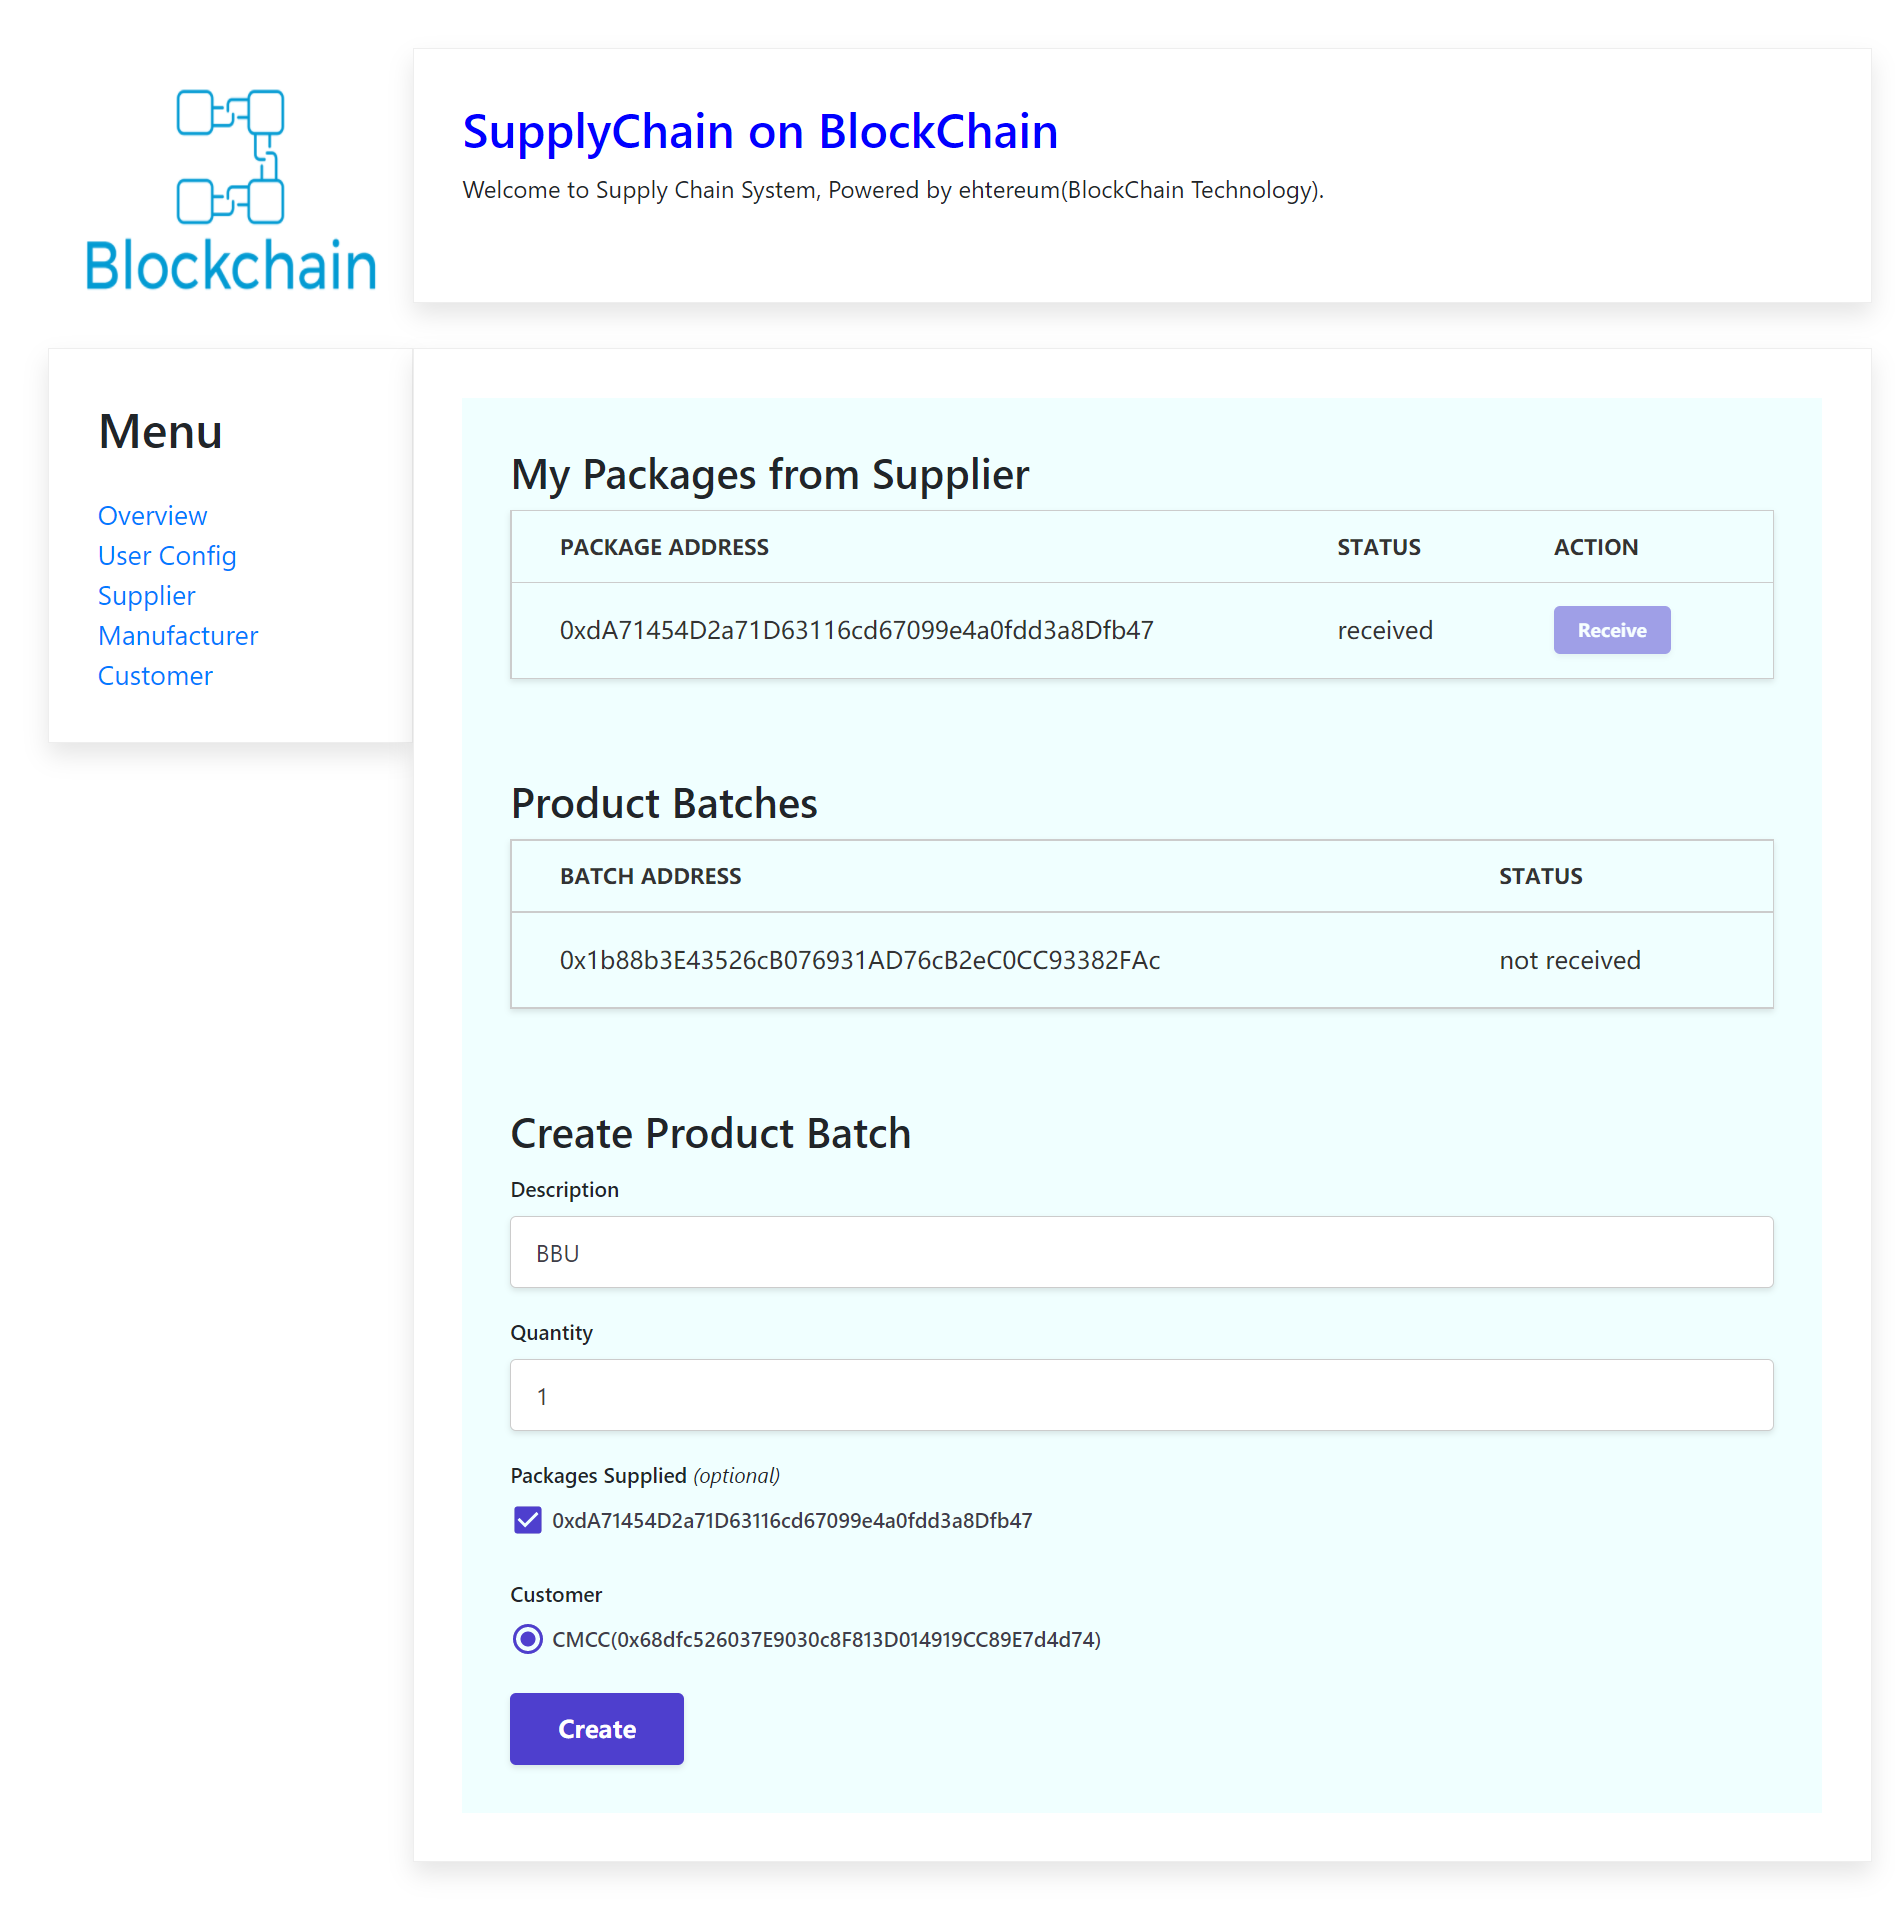 Blockchain
SupplyChain on BlockChain
Welcome to Supply Chain System, Powered by ehtereum(BlockChain Technology).
Menu
Overview
User Config
Supplier
Manufacturer
Customer
My Packages from Supplier
PACKAGE ADDRESS STATUS ACTION
0xdA71454D2a71D63116cd67099e4a0fdd3a8Dfb47 received Receive
Product Batches
BATCH ADDRESS STATUS
0x1b88b3E43526cB076931AD76cB2eC0CC93382FAc not received
Create Product Batch
Description
BBU
Quantity
1
Packages Supplied (optional)
0xdA71454D2a71D63116cd67099e4a0fdd3a8Dfb47
Customer
CMCC(0x68dfc526037E9030c8F813D014919CC89E7d4d74)
Create